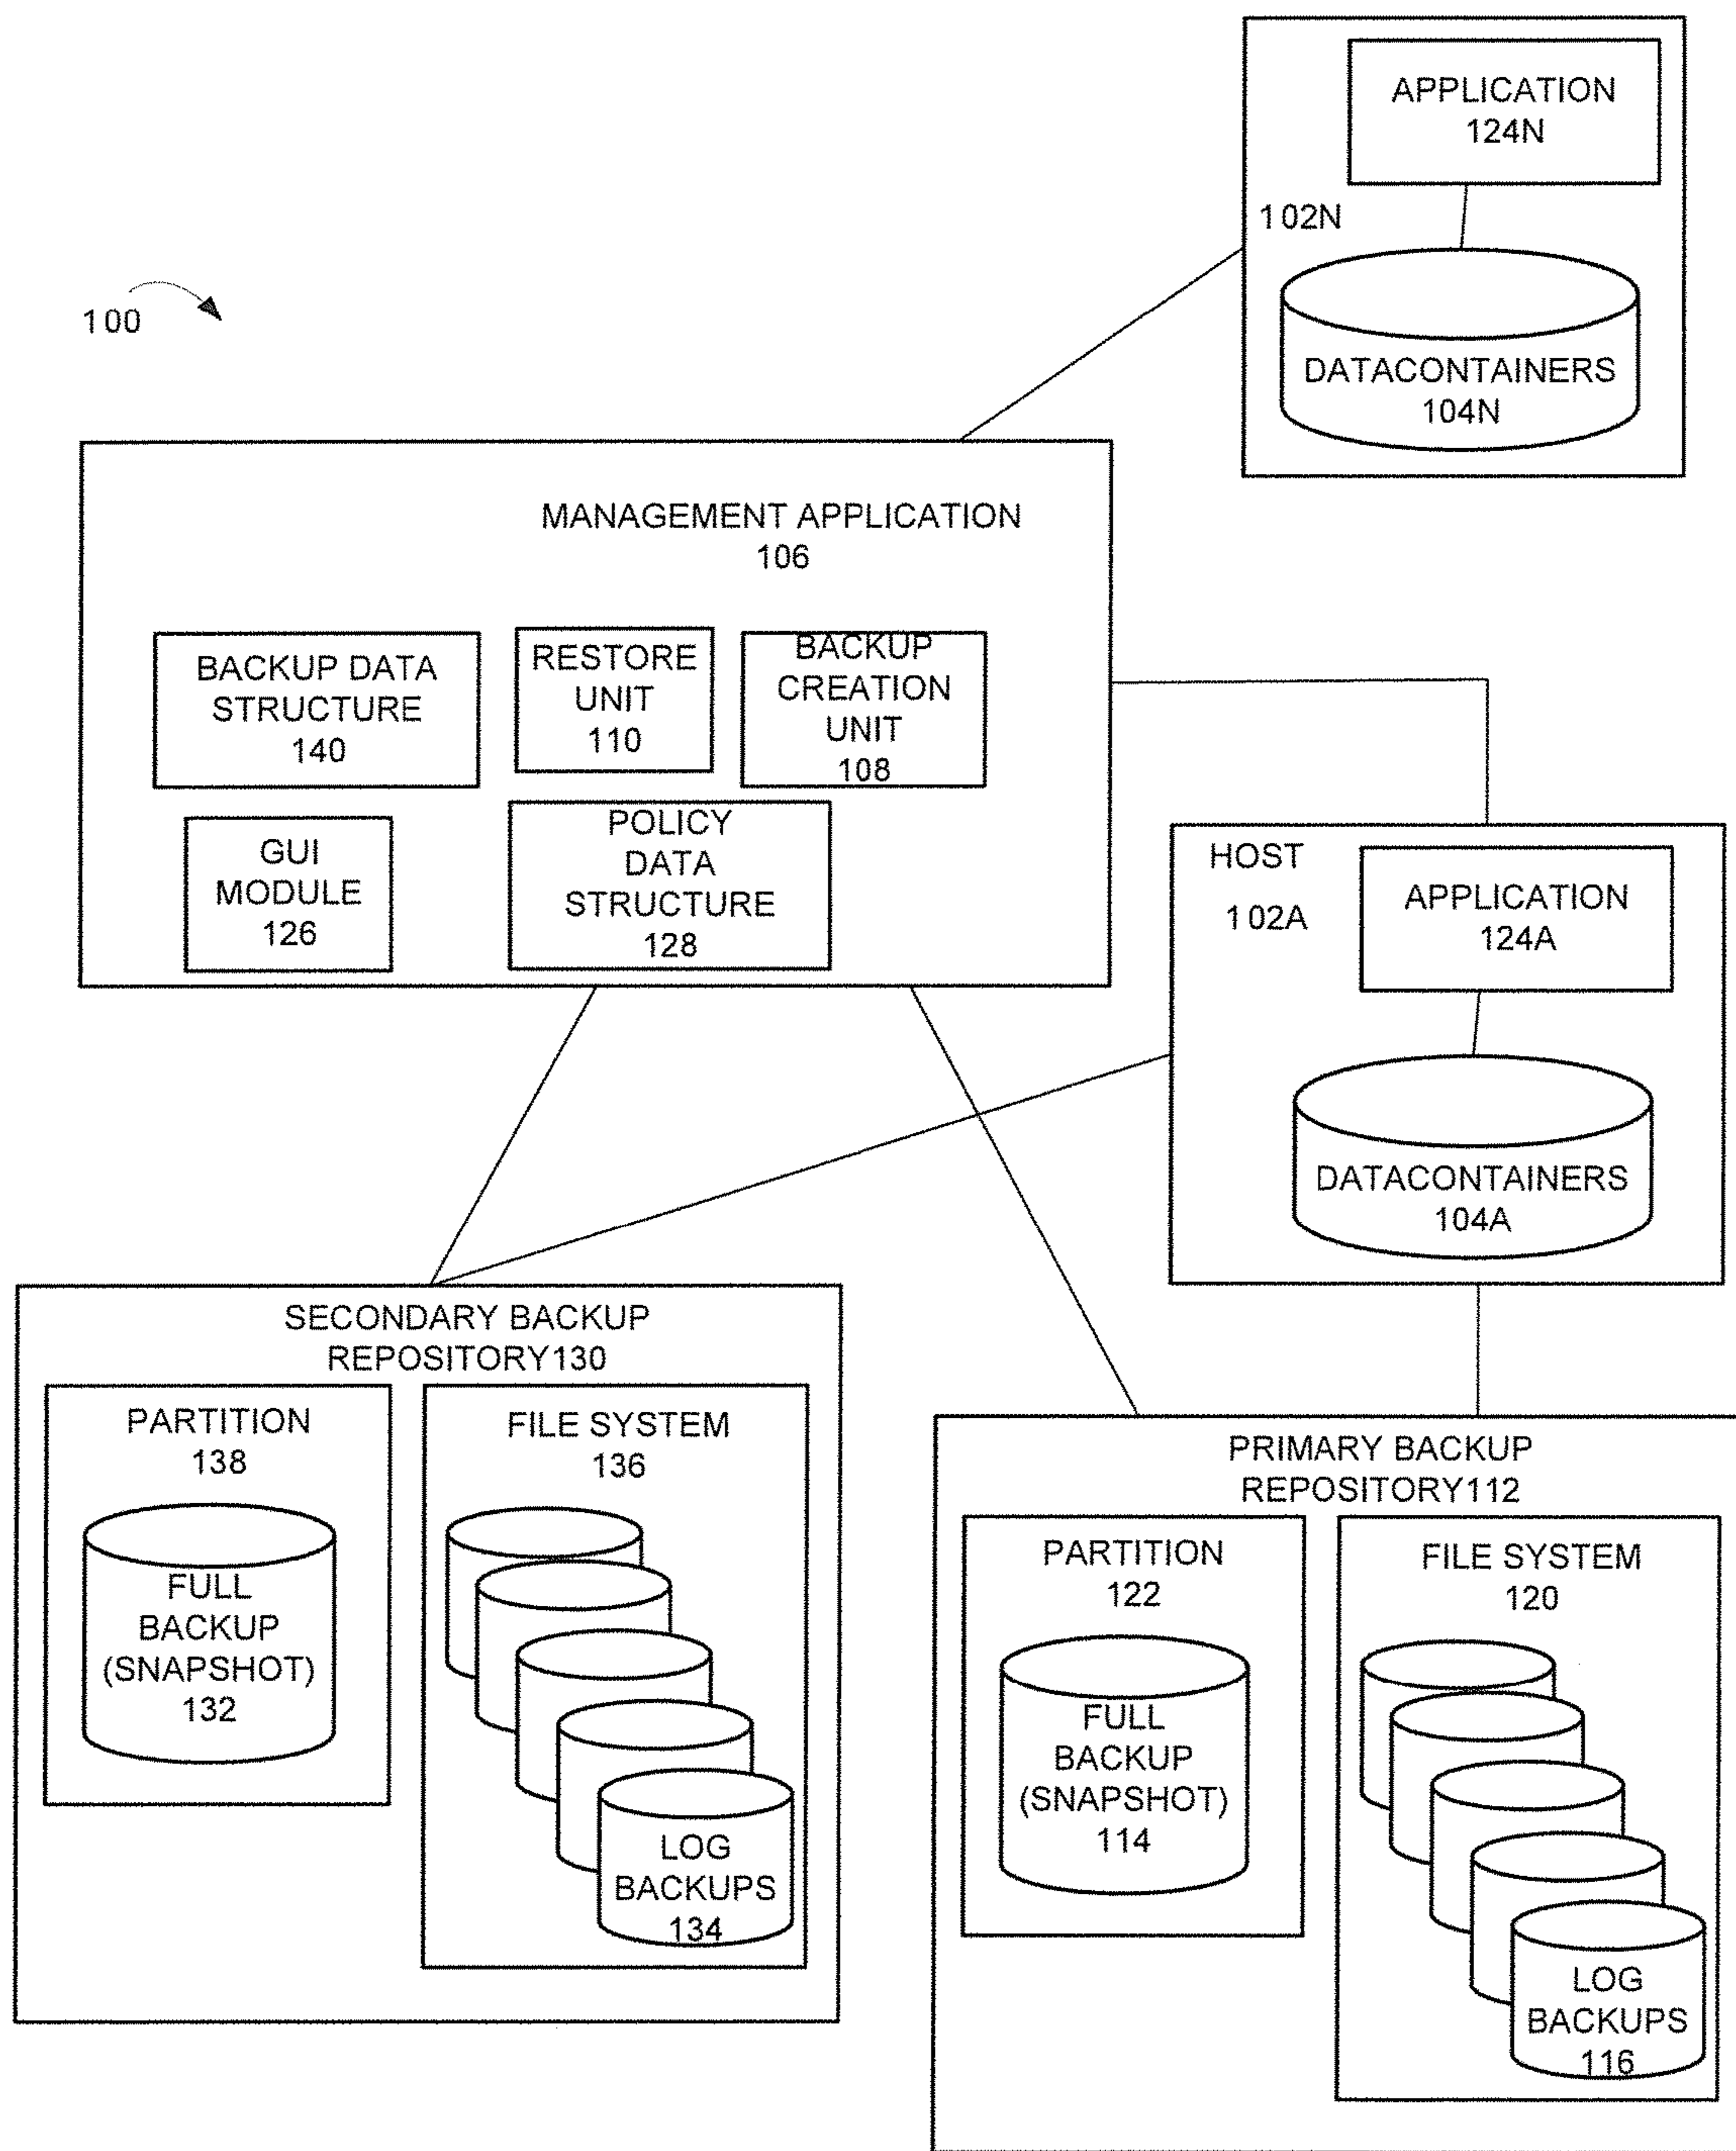 APPLICATION
124N
102N
DATACONTAINERS
104N
100
MANAGEMENT APPLICATION
106
BACKUP DATA
STRUCTURE
140
RESTORE
UNIT
110
BACKUP
CREATION
UNIT
108
GUI
MODULE
126
POLICY
DATA
STRUCTURE
128
HOST
102A
APPLICATION
124A
DATACONTAINERS
104A
SECONDARY BACKUP
REPOSITORY130
PARTITION
138
FULL
BACKUP
(SNAPSHOT)
132
FILE SYSTEM
136
LOG
BACKUPS
134
PRIMARY BACKUP
REPOSITORY112
PARTITION
122
FULL
BACKUP
(SNAPSHOT)
114
FILE SYSTEM
120
LOG
BACKUPS
116